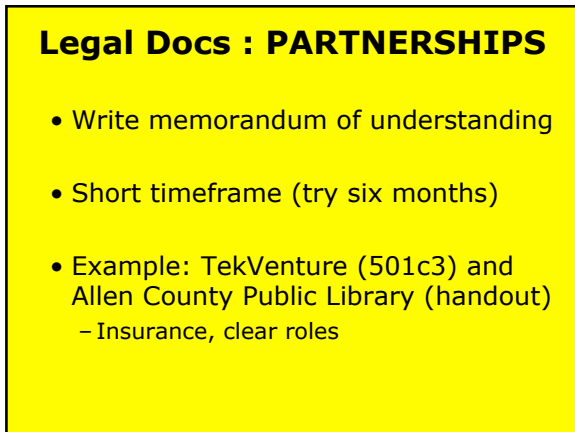 Legal Docs : PARTNERSHIPS
• Write memorandum of understanding
• Short timeframe (try six months)
• Example: TekVenture (501c3) and
Allen County Public Library (handout)
– Insurance, clear roles